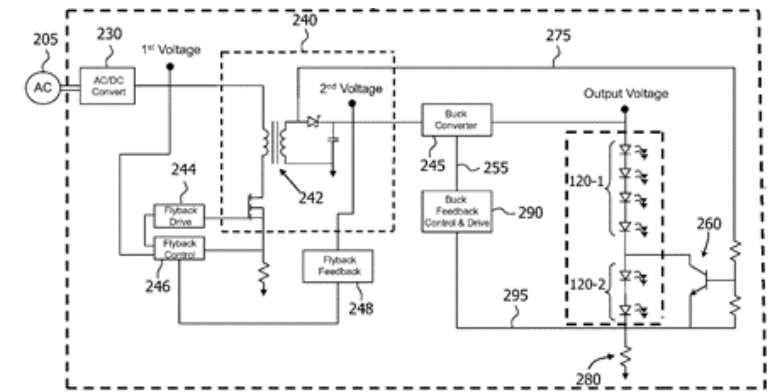 205
230
1st Voltage
240
275
AC
AC/DC
Convert
2nd Voltage
Output Voltage
Buck
Converter
245
255
244
242
120-1
Flyback
Drive
Buck
Feedback
Control & Drive
290
260
Flyback
Control
246
Flyback
Feedback
248
120-2
295
280